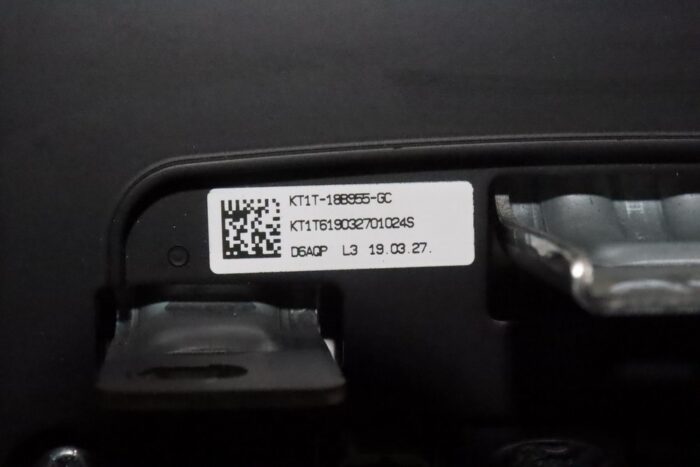 KT1T-18B955-GC
KT1T619032701024S
D6AQP L3 19.03.27.